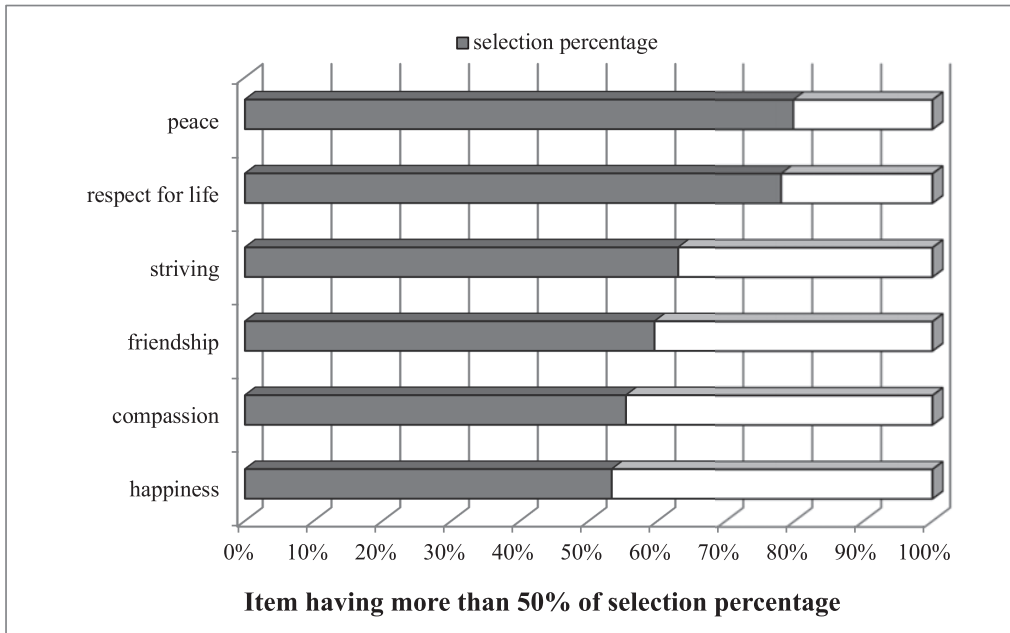 selection percentage
peace
respect for life
striving
friendship
compassion
happiness
0% 10% 20% 30% 40% 50% 60% 70% 80% 90% 100%
Item having more than 50% of selection percentage